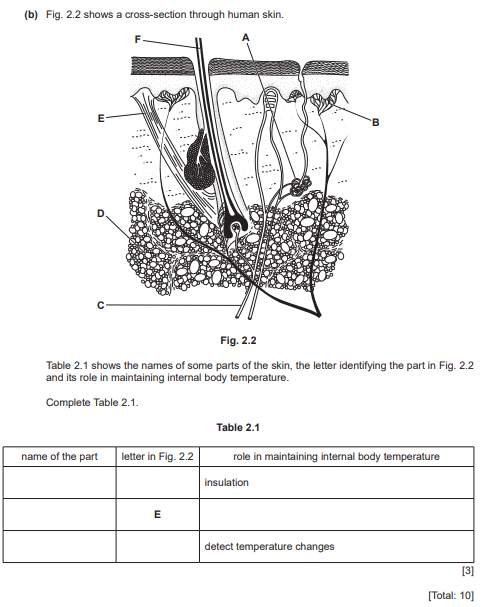 (b) Fig. 2.2 shows a cross-section through human skin.
F
A
E
B
D
C
Fig. 2.2
Table 2.1 shows the names of some parts of the skin, the letter identifying the part in Fig. 2.2
and its role in maintaining internal body temperature.
Complete Table 2.1.
Table 2.1
name of the part letter in Fig. 2.2 role in maintaining internal body temperature
insulation
E
detect temperature changes
[3]
[Total: 10]